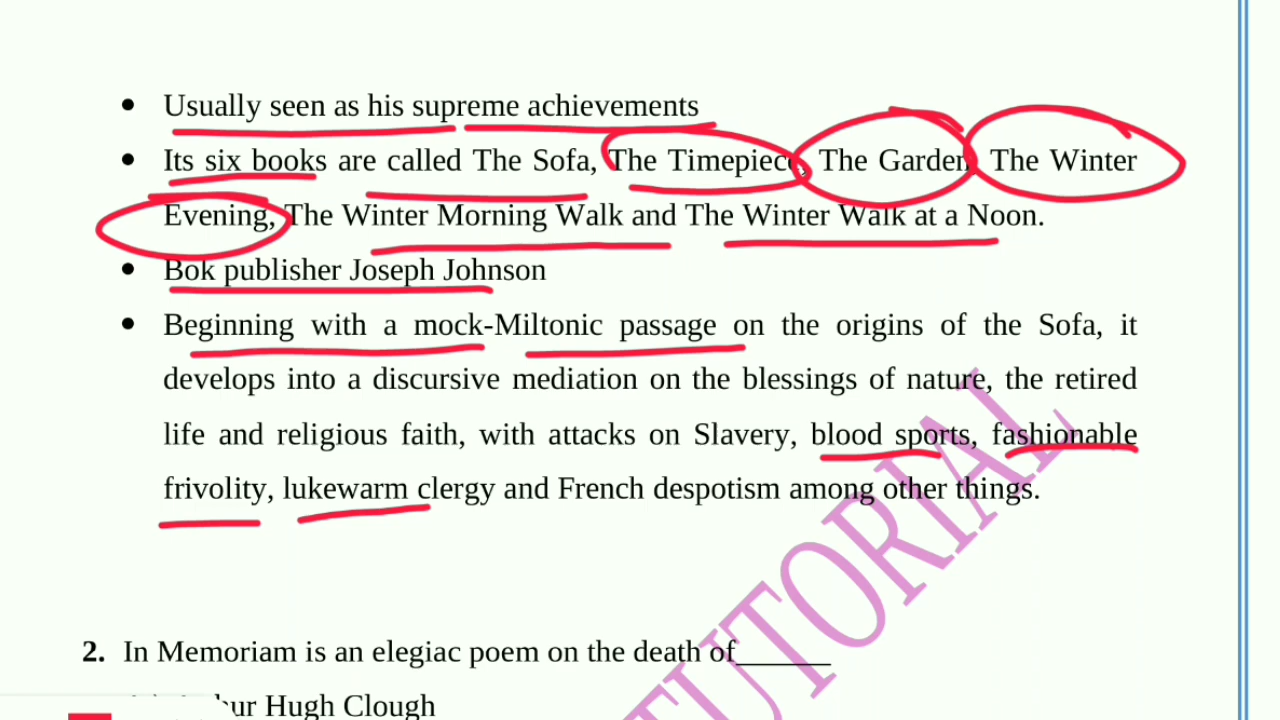 Usually seen as his supreme achievements
Its six books are called The Sofa, The Timepiece, The Garden, The Winter
Evening, The Winter Morning Walk and The Winter Walk at a Noon.
Bok publisher Joseph Johnson
Beginning with a mock-Miltonic passage on the origins of the Sofa, it
develops into a discursive mediation on the blessings of nature, the retired
life and religious faith, with attacks on Slavery, blood sports, fashionable
frivolity, lukewarm clergy and French despotism among other things.
2. In Memoriam is an elegiac poem on the death of______
Hugh Clough
TUTORIAL